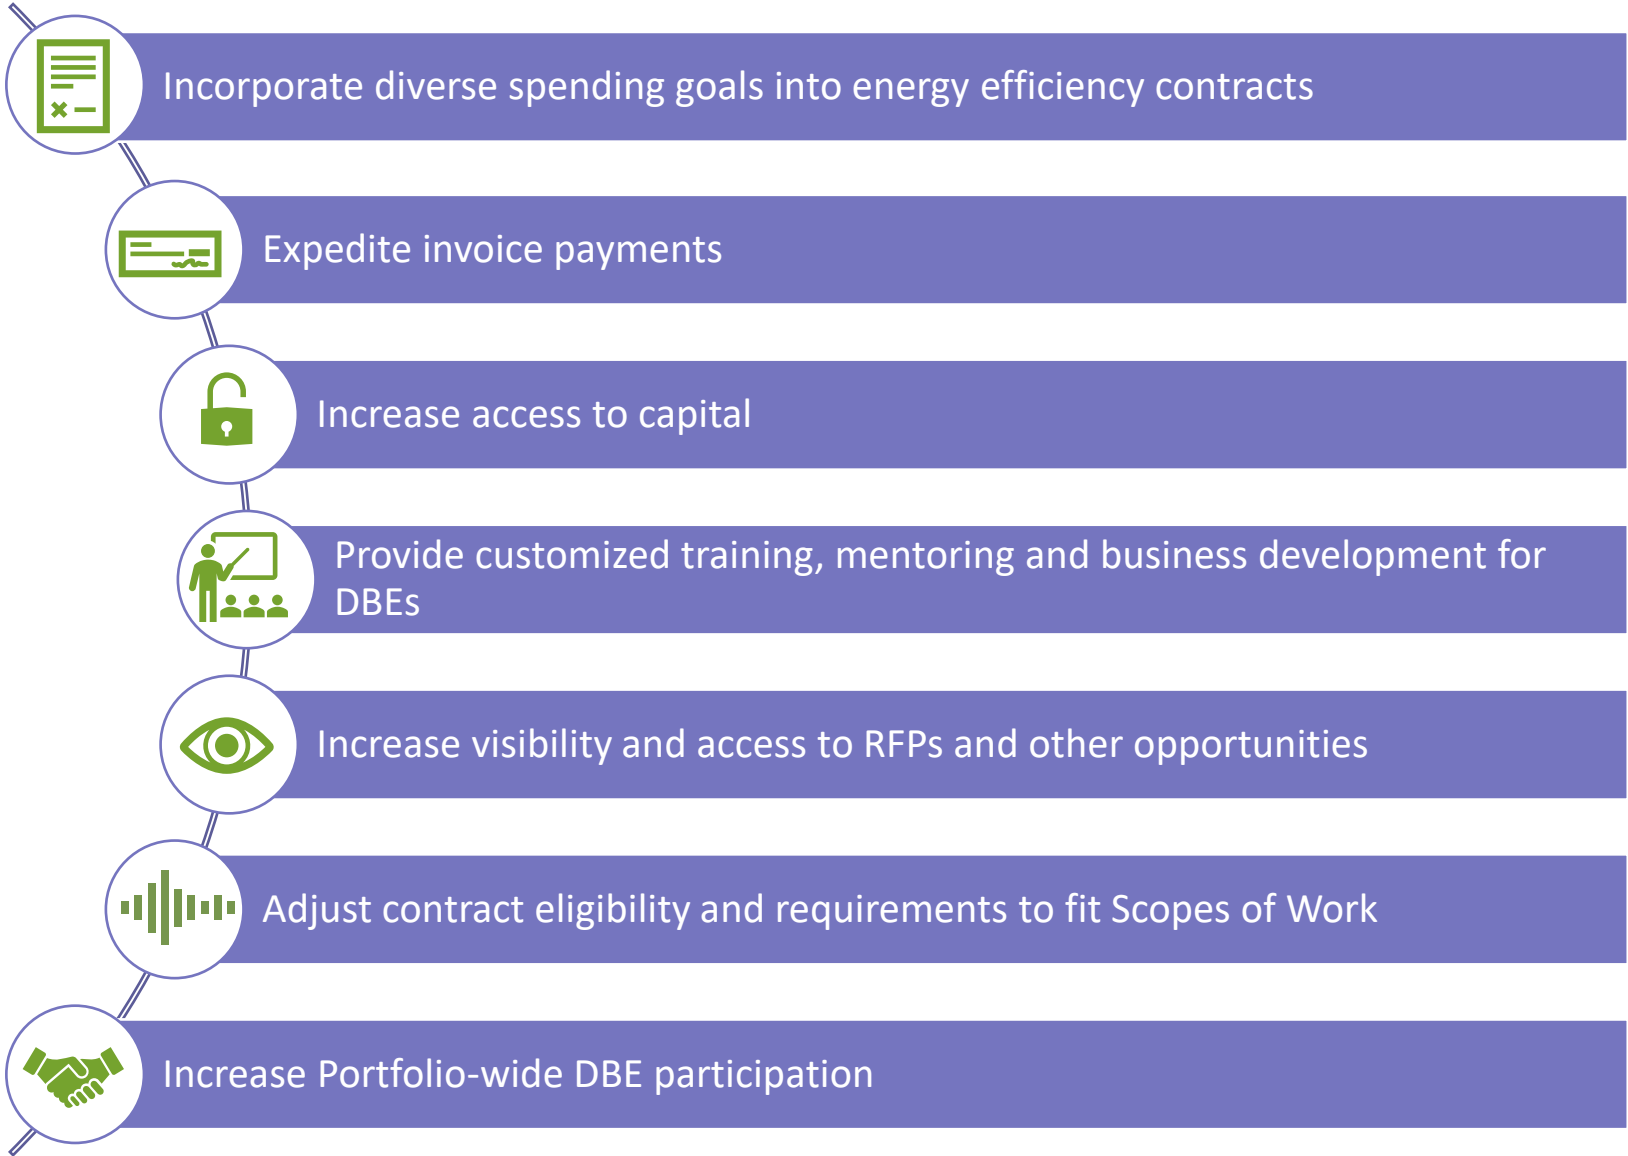 Incorporate diverse spending goals into energy efficiency contracts
Expedite invoice payments
Increase access to capital
Provide customized training, mentoring and business development for
DBEs
Increase visibility and access to RFPs and other opportunities
Adjust contract eligibility and requirements to fit Scopes of Work
Increase Portfolio-wide DBE participation